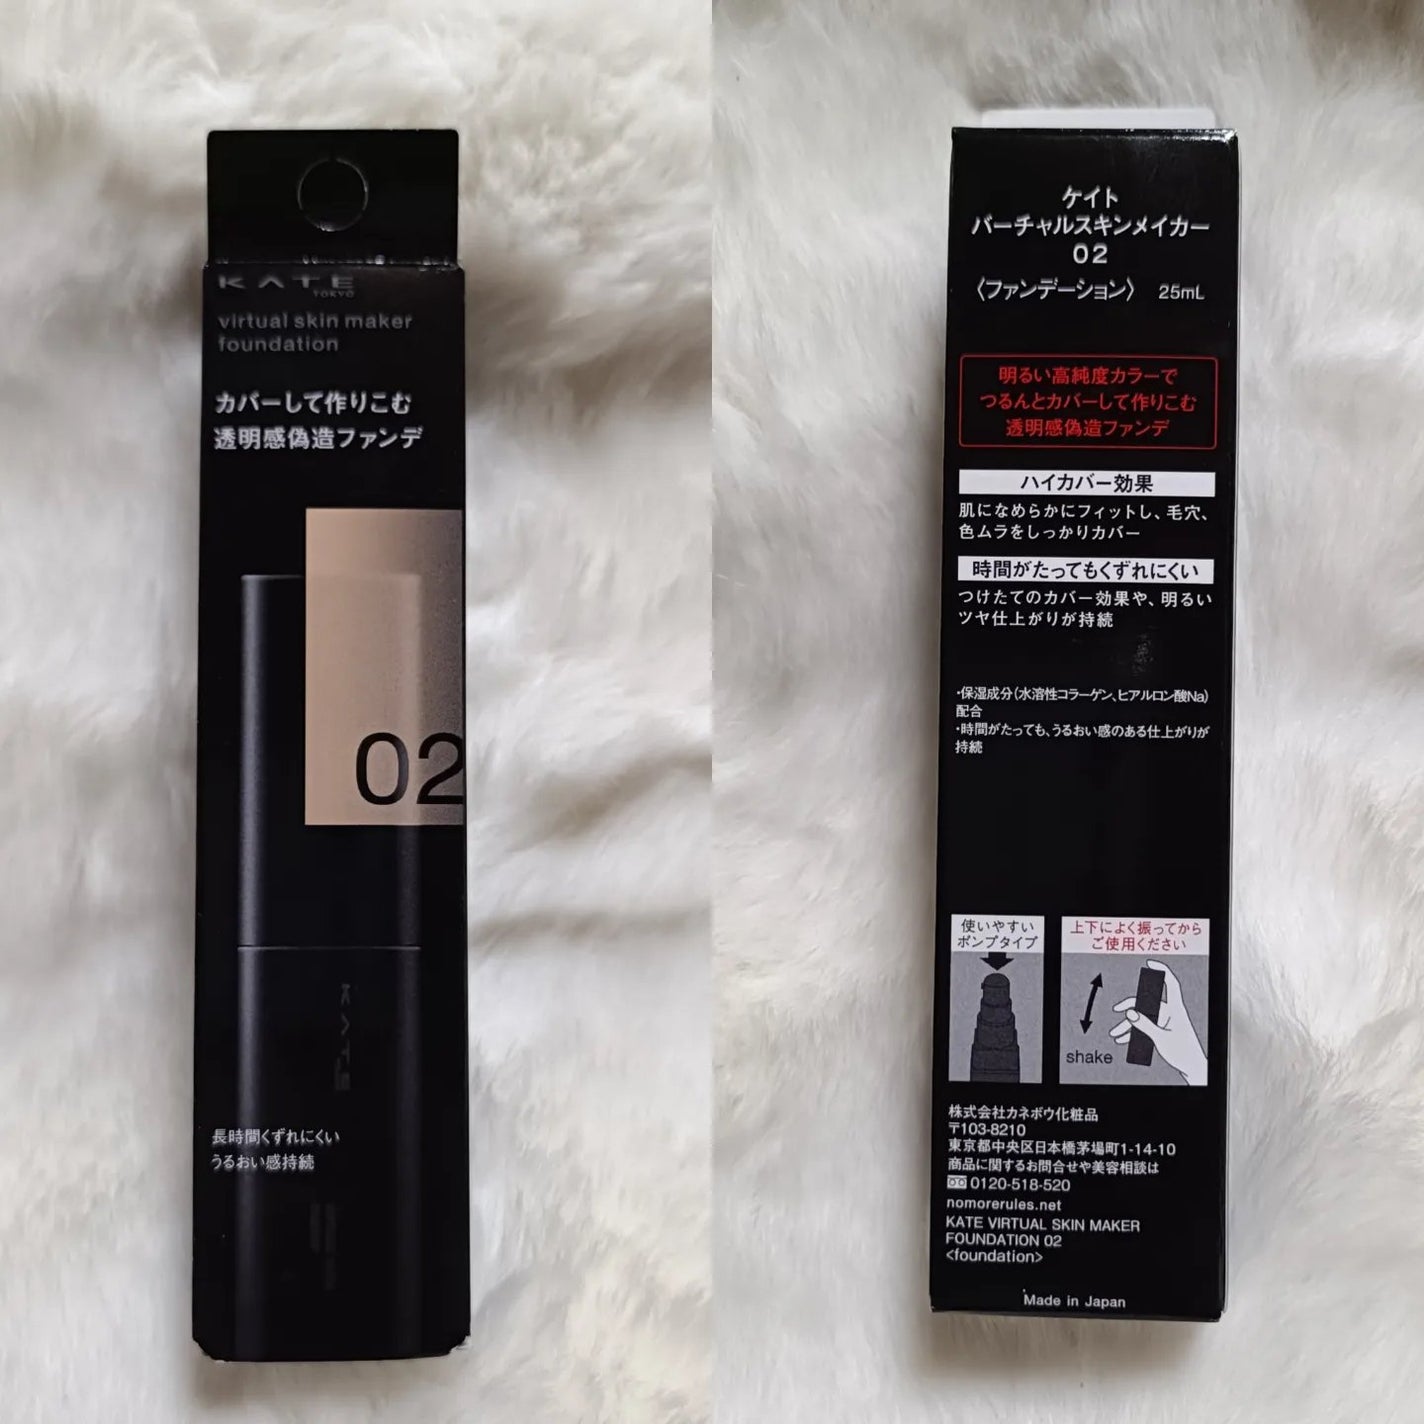 KATE
TOKYO
virtual skin maker
foundation
カバーして作りこむ
透明感偽造ファンデ
02
KATE
長時間くずれにくい
うるおい感持続
ケイト
バーチャルスキンメイカー
02
〈ファンデーション〉 25mL
明るい高純度カラーで
つるんとカバーして作りこむ
透明感偽造ファンデ
ハイカバー効果
肌になめらかにフィットし、毛穴、
色ムラをしっかりカバー
時間がたってもくずれにくい
つけたてのカバー効果や、明るい
ツヤ仕上がりが持続
・保湿成分(水溶性コラーゲン、ヒアルロン酸Na)
配合
・時間がたっても、うるおい感のある仕上がりが
持続
使いやすい
ポンプタイプ
上下によく振ってから
ご使用ください
shake
株式会社カネボウ化粧品
〒103-8210
東京都中央区日本橋茅場町1-14-10
商品に関するお問合せや美容相談は
0120-518-520
nomorerules.net
KATE VIRTUAL SKIN MAKER
FOUNDATION 02
<foundation>
Made in Japan